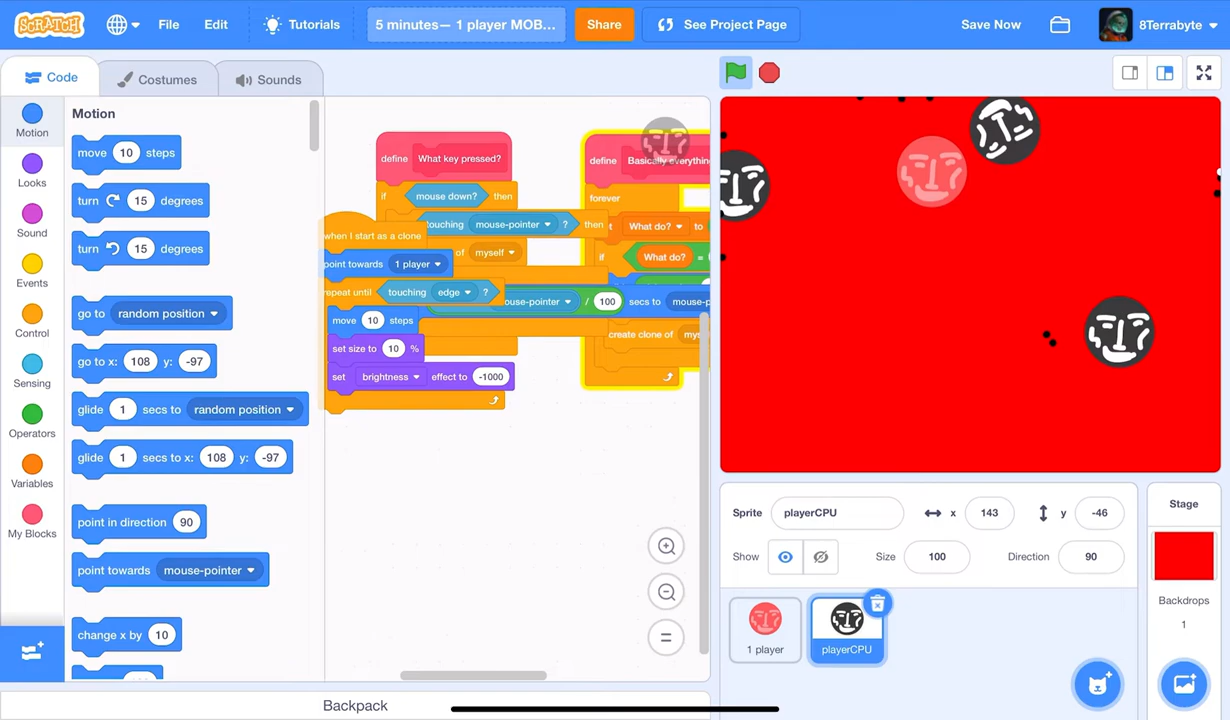 SCRATCH File Edit Tutorials 5 minutes— 1 player MOB... Share See Project Page Save Now 8Terrabyte
Code Costumes Sounds
Motion
Looks
Sound
Events
Control
Sensing
Operators
Variables
My Blocks
Motion
move 10 steps
turn 15 degrees
turn 15 degrees
go to random position
go to x: 108 y: -97
glide 1 secs to random position
glide 1 secs to x: 108 y: -97
point in direction 90
point towards mouse-pointer
change x by 10
define What key pressed?
if mouse down? then
touching mouse-pointer ? then
of myself
mouse-pointer / 100 secs to
when I start as a clone
point towards 1 player
repeat until touching edge ?
move 10 steps
set size to 10 %
set brightness effect to -1000
define Basically everything
forever
What do? to
if What do? =
create clone of
Sprite playerCPU x 143 y -46
Show Size 100 Direction 90
1 player
playerCPU
Stage
Backdrops
1
Backpack